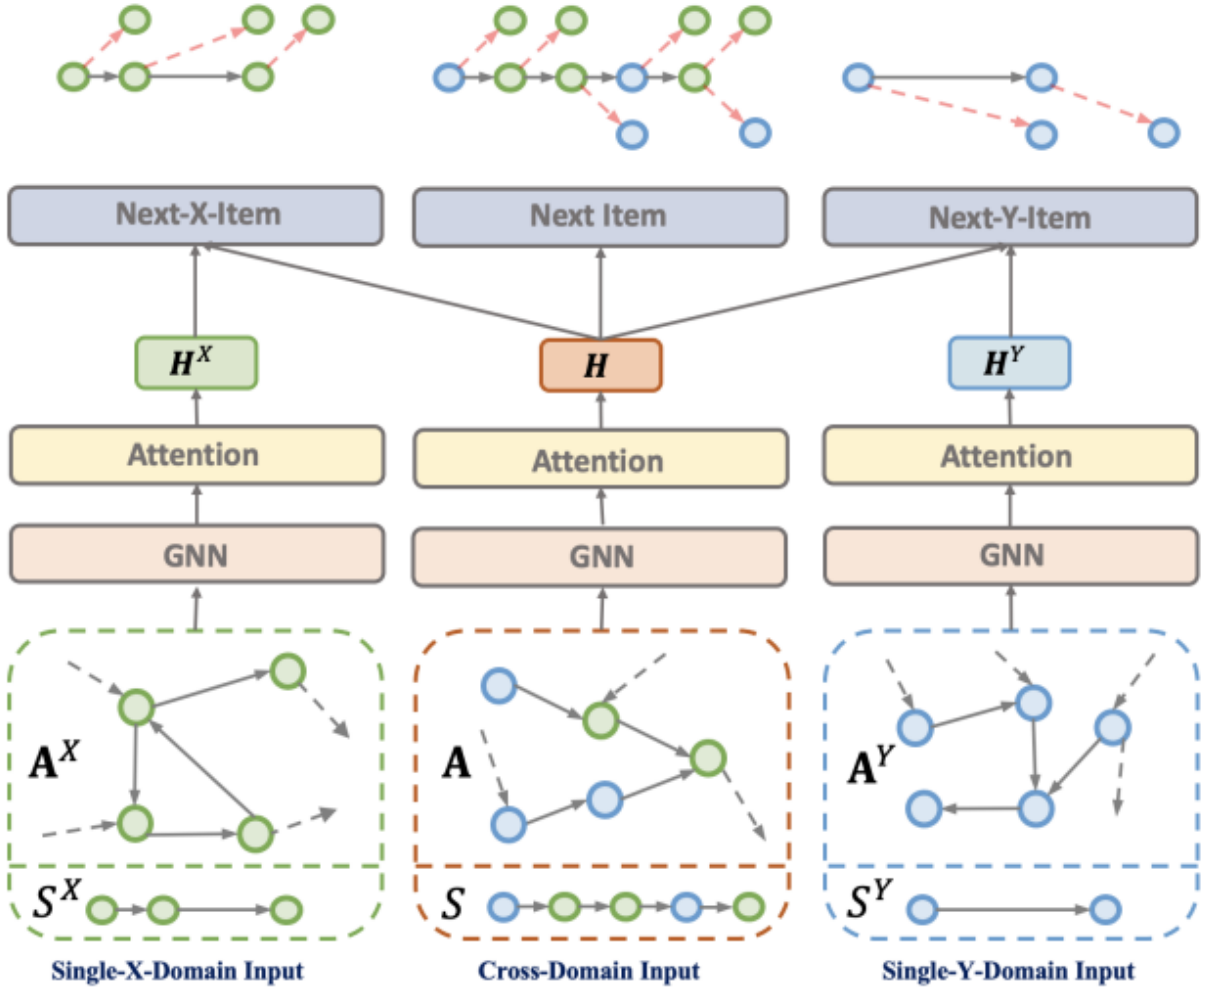 Next-X-Item
Next Item
Next-Y-Item
H^X
H
H^Y
Attention
Attention
Attention
GNN
GNN
GNN
A^X
A
A^Y
S^X
S
S^Y
Single-X-Domain Input
Cross-Domain Input
Single-Y-Domain Input